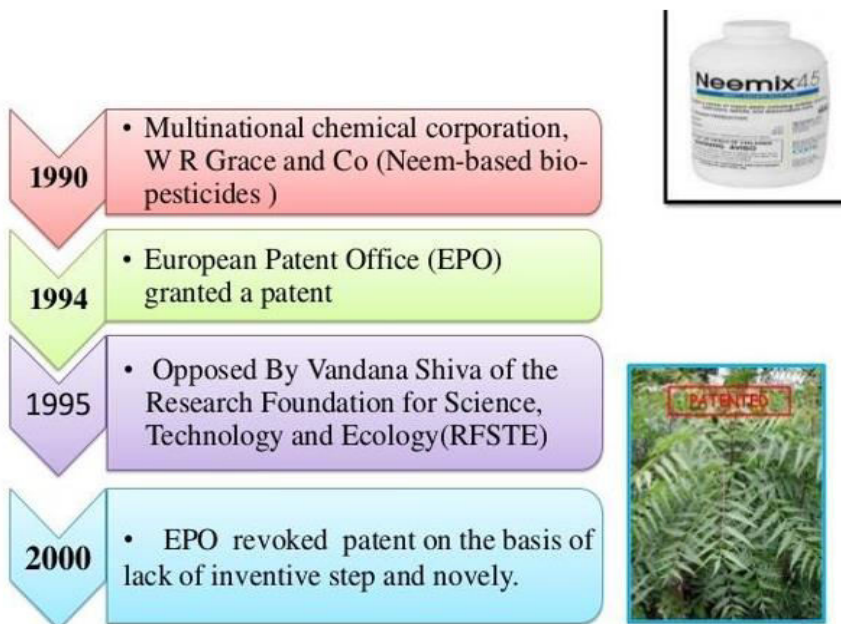 1990
• Multinational chemical corporation,
W R Grace and Co (Neem-based bio-
pesticides )
1994
• European Patent Office (EPO)
granted a patent
1995
• Opposed By Vandana Shiva of the
Research Foundation for Science,
Technology and Ecology(RFSTE)
2000
• EPO revoked patent on the basis of
lack of inventive step and novely.
Neemix 4.5
PATENTED